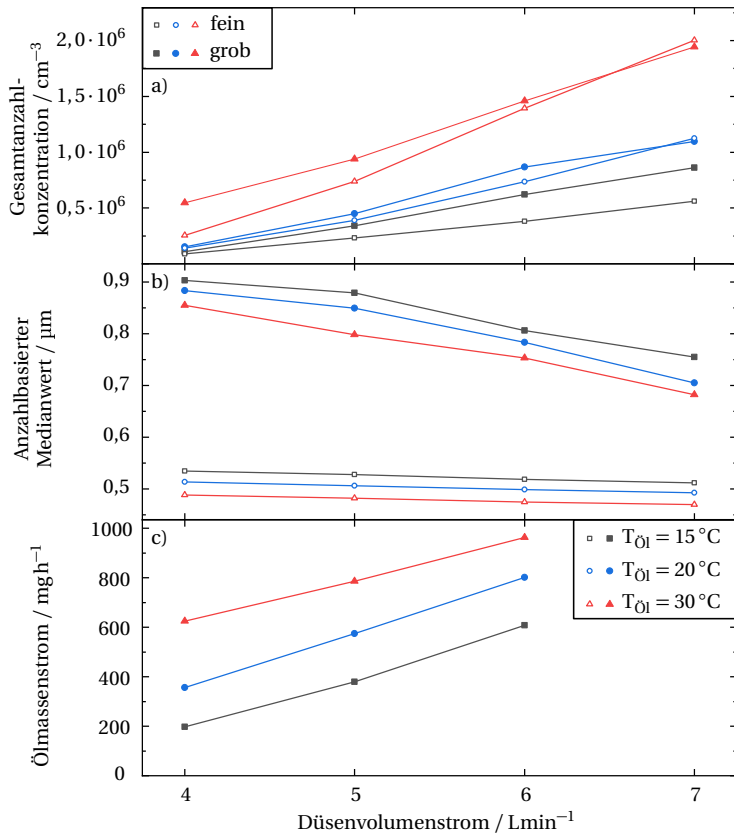 fein
grob
a)
Gesamtanzahl-
konzentration / cm⁻³
2,0·10⁶
1,5·10⁶
1,0·10⁶
0,5·10⁶
b)
Anzahlbasierter
Medianwert / µm
0,9
0,8
0,7
0,6
0,5
c)
Ölmassenstrom / mgh⁻¹
1000
800
600
400
200
0
T_Öl = 15 °C
T_Öl = 20 °C
T_Öl = 30 °C
4 5 6 7
Düsenvolumenstrom / Lmin⁻¹